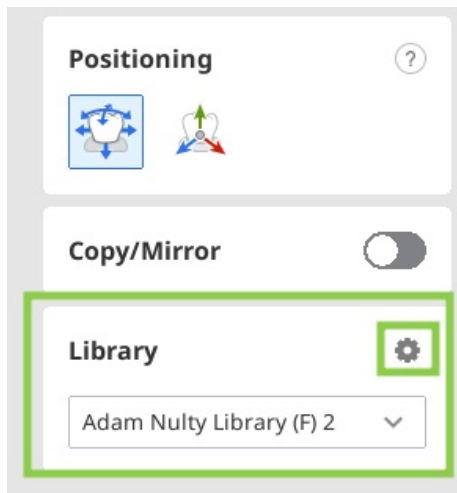 Positioning
?
Copy/Mirror
Library
Adam Nulty Library (F) 2